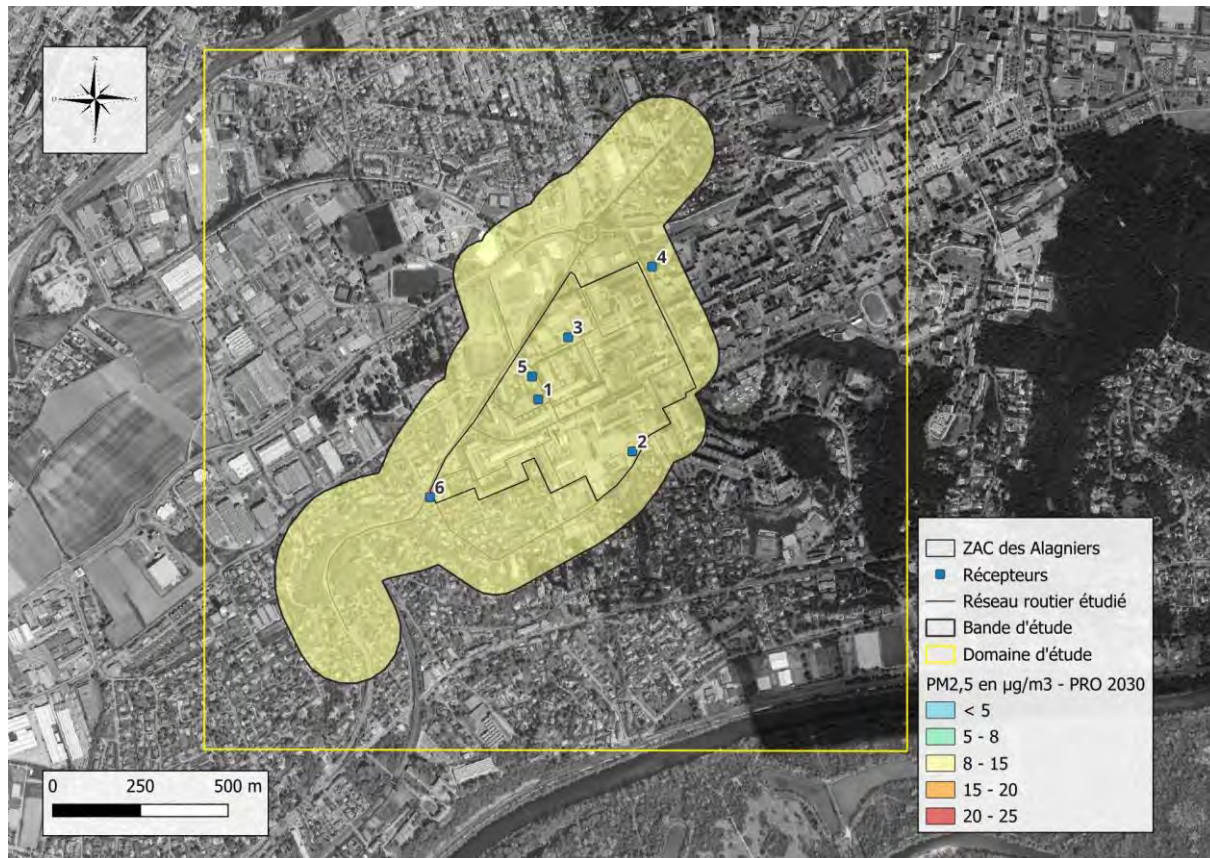 N
O
E
S
4
3
5
1
2
6
ZAC des Alagniers
Récepteurs
Réseau routier étudié
Bande d'étude
Domaine d'étude
PM2,5 en µg/m3 - PRO 2030
< 5
5 - 8
8 - 15
15 - 20
20 - 25
0 250 500 m